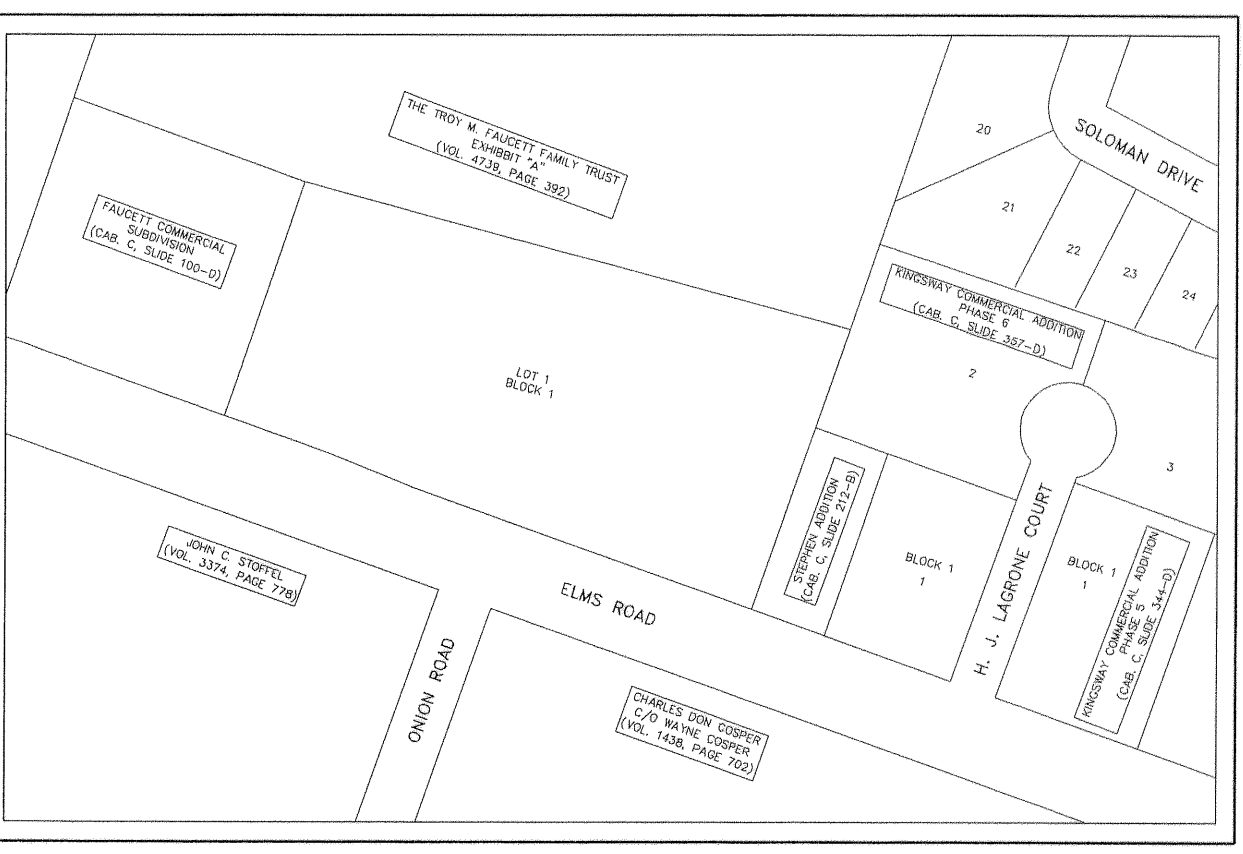 THE TROY M. FAUCETT FAMILY TRUST
EXHIBBIT "A"
(VOL. 4739, PAGE 392)
20
SOLOMAN DRIVE
21
22
23
24
FAUCETT COMMERCIAL
SUBDIVISION
(CAB. C, SLIDE 100-D)
KINGSWAY COMMERCIAL ADDITION
PHASE 6
(CAB. C, SLIDE 357-D)
2
LOT 1
BLOCK 1
3
STEPHEN ADDITION
(CAB. C, SLIDE 212-B)
BLOCK 1
1
H. J. LAGRONE COURT
BLOCK 1
1
KINGSWAY COMMERCIAL ADDITION
PHASE 5
(CAB. C, SLIDE 344-D)
JOHN C. STOFFEL
(VOL. 3374, PAGE 778)
ELMS ROAD
ONION ROAD
CHARLES DON COSPER
C/O WAYNE COSPER
(VOL. 1438, PAGE 702)